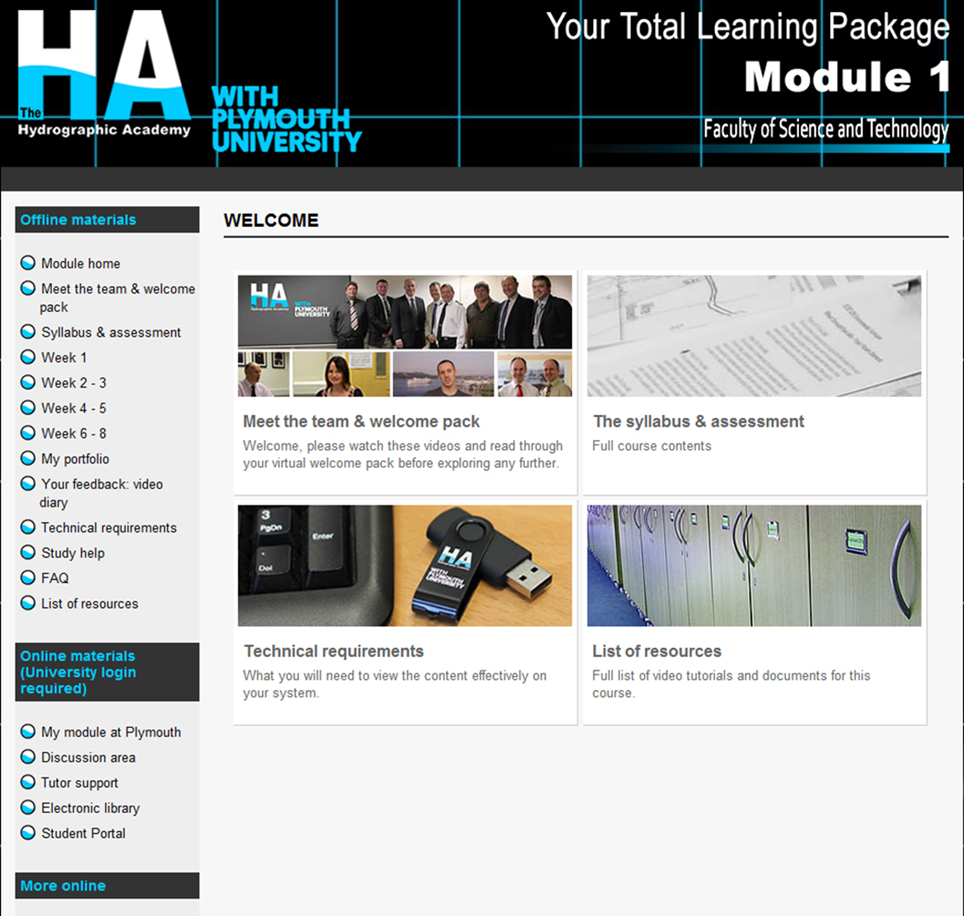 HA
The
Hydrographic Academy
WITH
PLYMOUTH
UNIVERSITY
Your Total Learning Package
Module 1
Faculty of Science and Technology
Offline materials
Module home
Meet the team & welcome
pack
Syllabus & assessment
Week 1
Week 2 - 3
Week 4 - 5
Week 6 - 8
My portfolio
Your feedback: video
diary
Technical requirements
Study help
FAQ
List of resources
Online materials
(University login
required)
My module at Plymouth
Discussion area
Tutor support
Electronic library
Student Portal
More online
WELCOME
HA
Hydrographic Academy
WITH
PLYMOUTH
UNIVERSITY
Meet the team & welcome pack
Welcome, please watch these videos and read through
your virtual welcome pack before exploring any further.
The syllabus & assessment
Full course contents
3
PgDn
Enter
.
Del
HA
WITH
PLYMOUTH
UNIVERSITY
Technical requirements
What you will need to view the content effectively on
your system.
List of resources
Full list of video tutorials and documents for this
course.